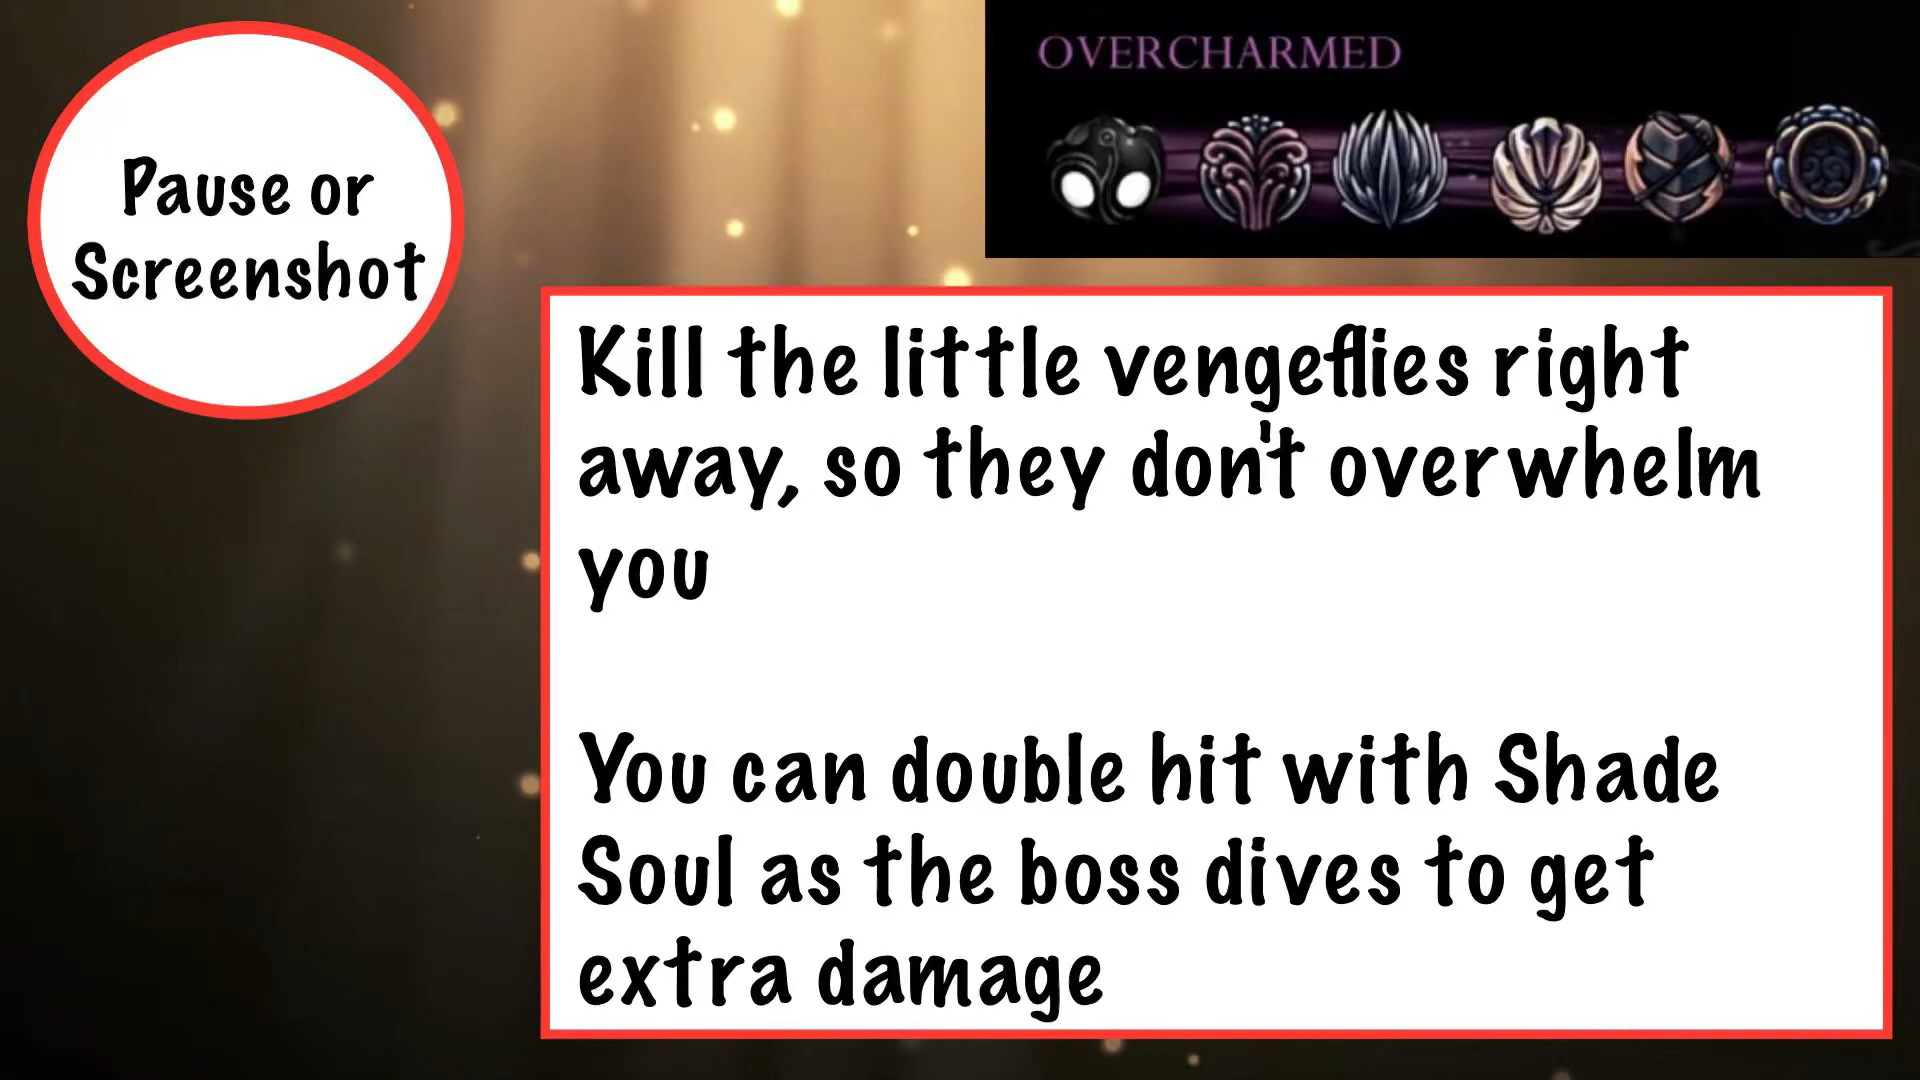 Pause or
Screenshot
OVERCHARMED
Kill the little vengeflies right
away, so they don't overwhelm
you
You can double hit with Shade
Soul as the boss dives to get
extra damage